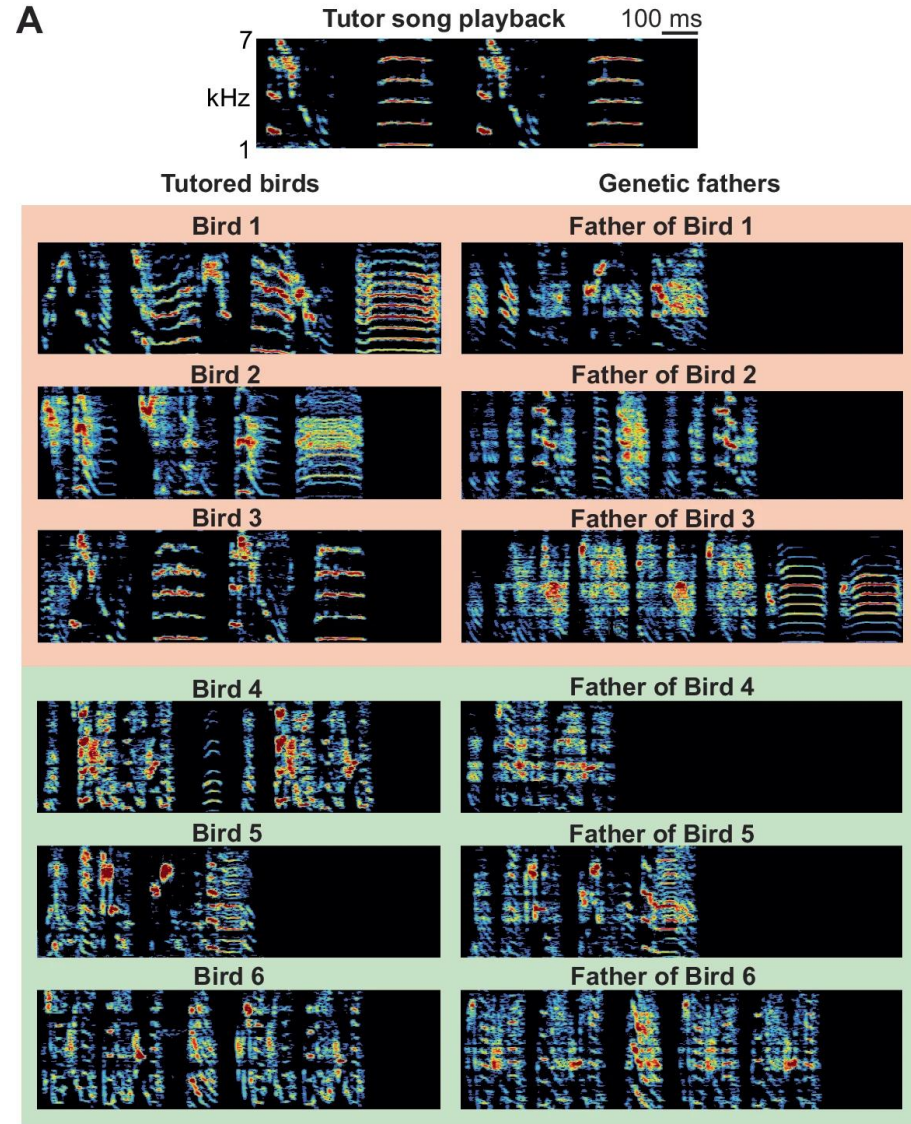 A
Tutor song playback
100 ms
7
kHz
1
Tutored birds
Genetic fathers
Bird 1
Father of Bird 1
Bird 2
Father of Bird 2
Bird 3
Father of Bird 3
Bird 4
Father of Bird 4
Bird 5
Father of Bird 5
Bird 6
Father of Bird 6